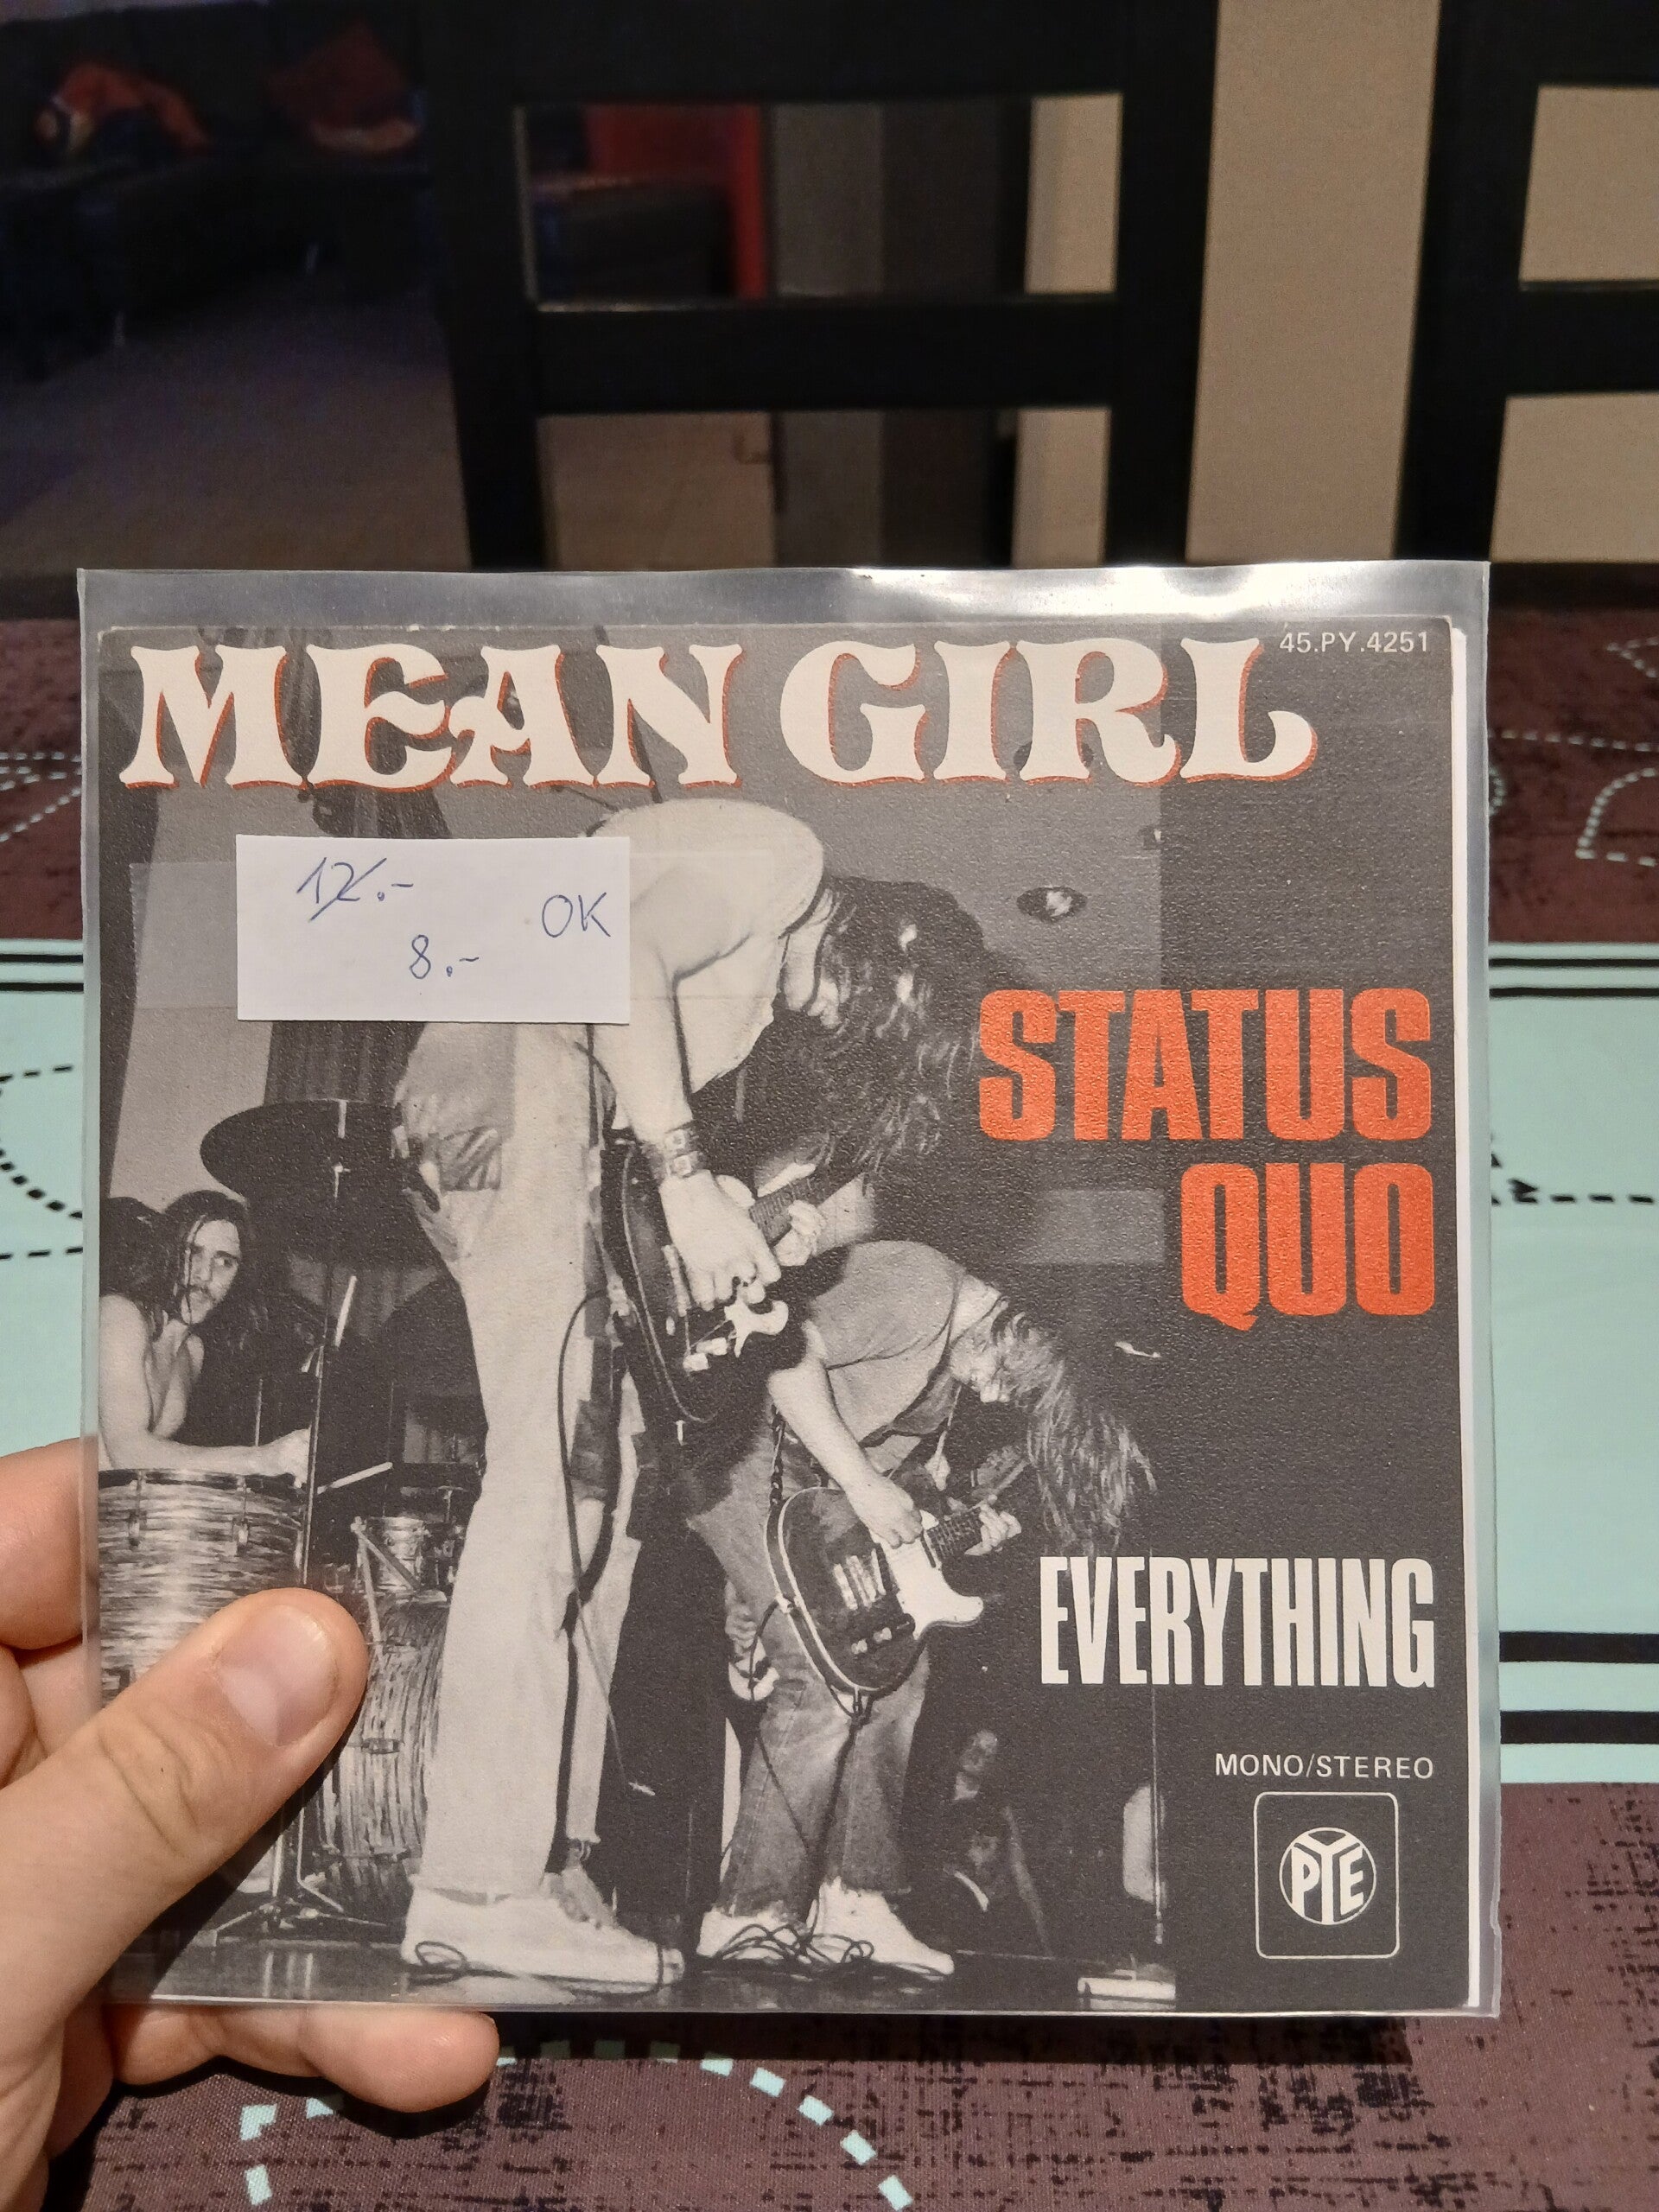 MEAN GIRL
45.PY.4251
12.-
8.-
OK
STATUS
QUO
EVERYTHING
MONO/STEREO
PYE